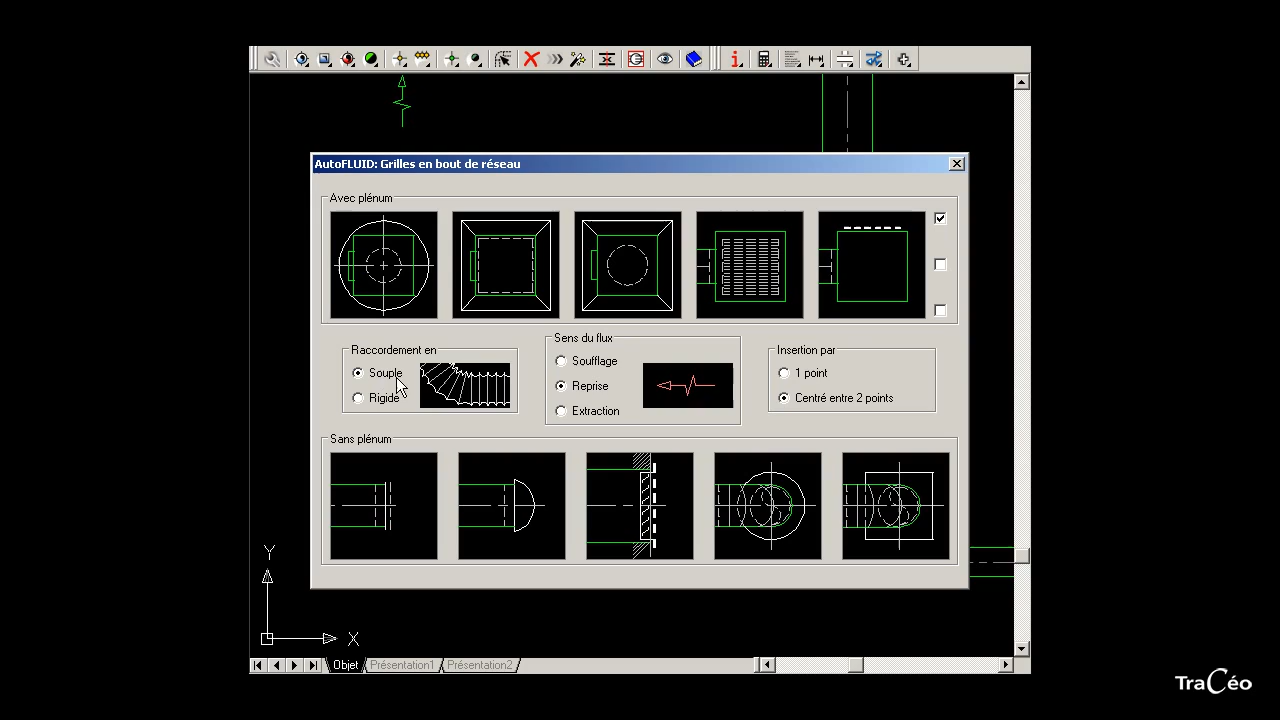 AutoFLUID: Grilles en bout de réseau
Avec plénum
Raccordement en
Souple
Rigide
Sens du flux
Soufflage
Reprise
Extraction
Insertion par
1 point
Centré entre 2 points
Sans plénum
Y
X
Objet
Présentation1
Présentation2
TraCéo